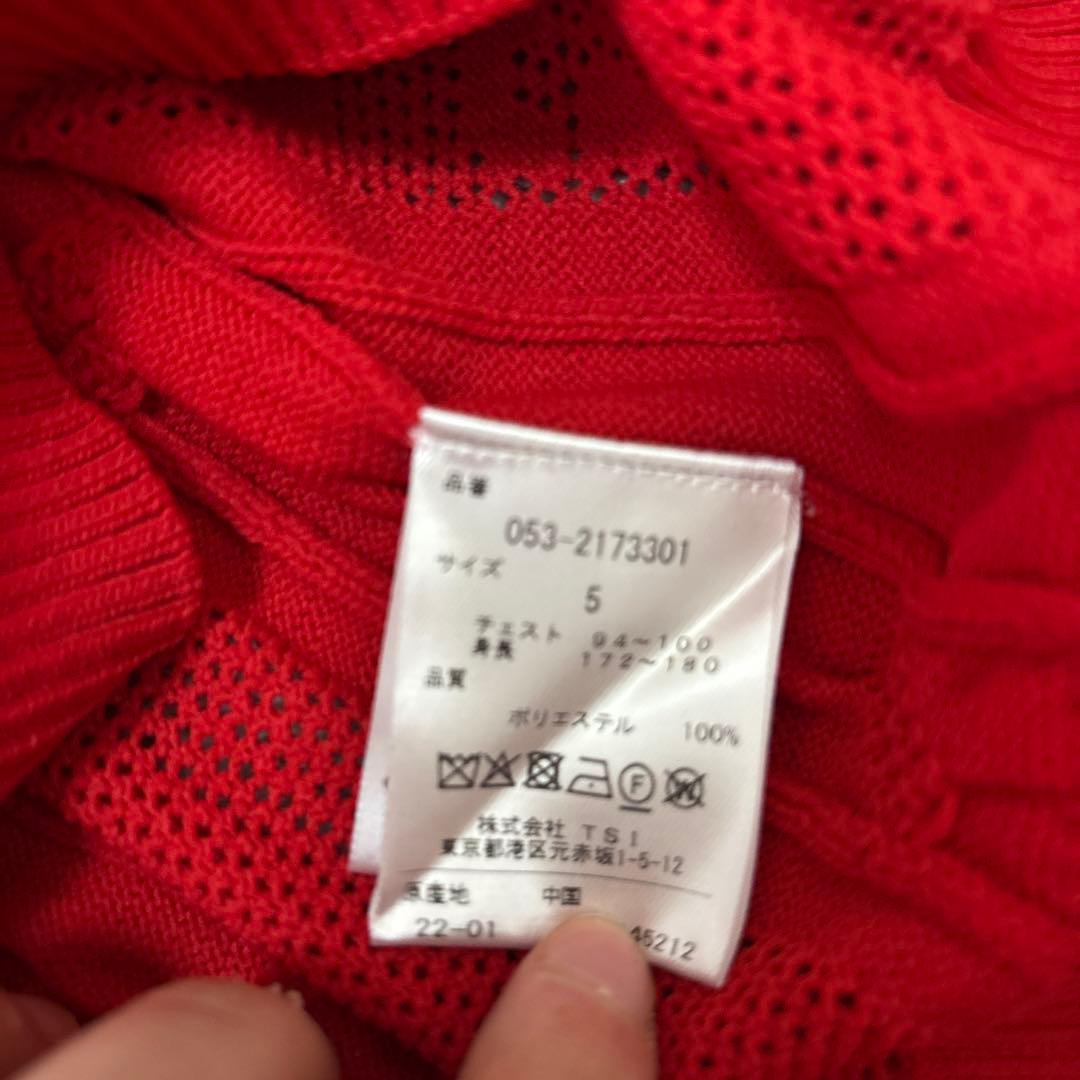 品番
053-2173301
サイズ
5
チェスト 94～100
身長 172～180
品質
ポリエステル 100%
F
W
株式会社 TSI
東京都港区元赤坂1-5-12
原産地 中国
22-01 45212